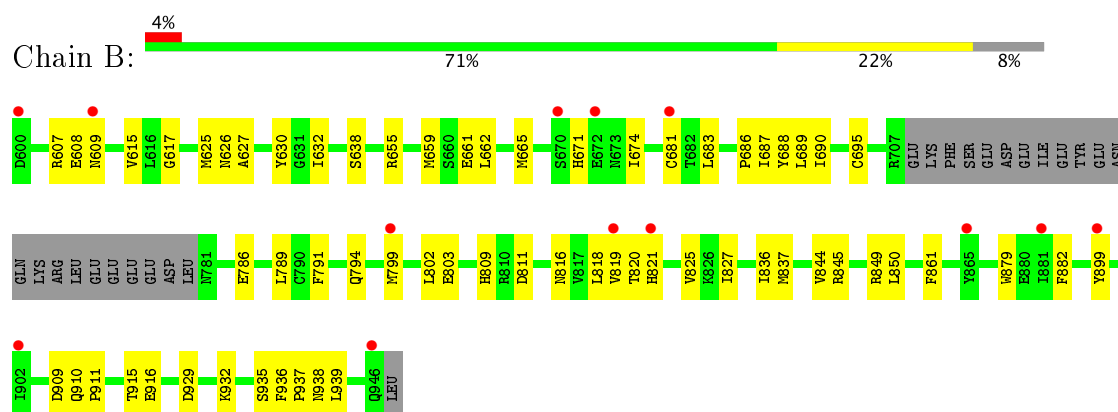 4%
Chain B:
71% 22% 8%
D600 R607 E608 N609 V615 L616 G617 M625 N626 A627 Y630 G631 I632 S638 R655 M659 S660 E661 L662 M665 S670 H671 E672 N673 I674 C681 T682 L683 P686 I687 Y688 L689 I690 C695 R707 GLU LYS PHE SER GLU ASP GLU ILE GLU TYR GLU ASN
GLN LYS ARG LEU GLU GLU GLU GLU ASP LEU N781 E786 L789 C790 F791 Q794 M799 L802 E803 H809 R810 D811 N816 V817 L818 V819 T820 H821 V825 K826 I827 I836 M837 V844 R845 R849 L850 F861 Y865 W879 E880 I881 F882 Y899
I902 D909 Q910 P911 T915 E916 D929 K932 S935 F936 P937 N938 L939 Q946 LEU